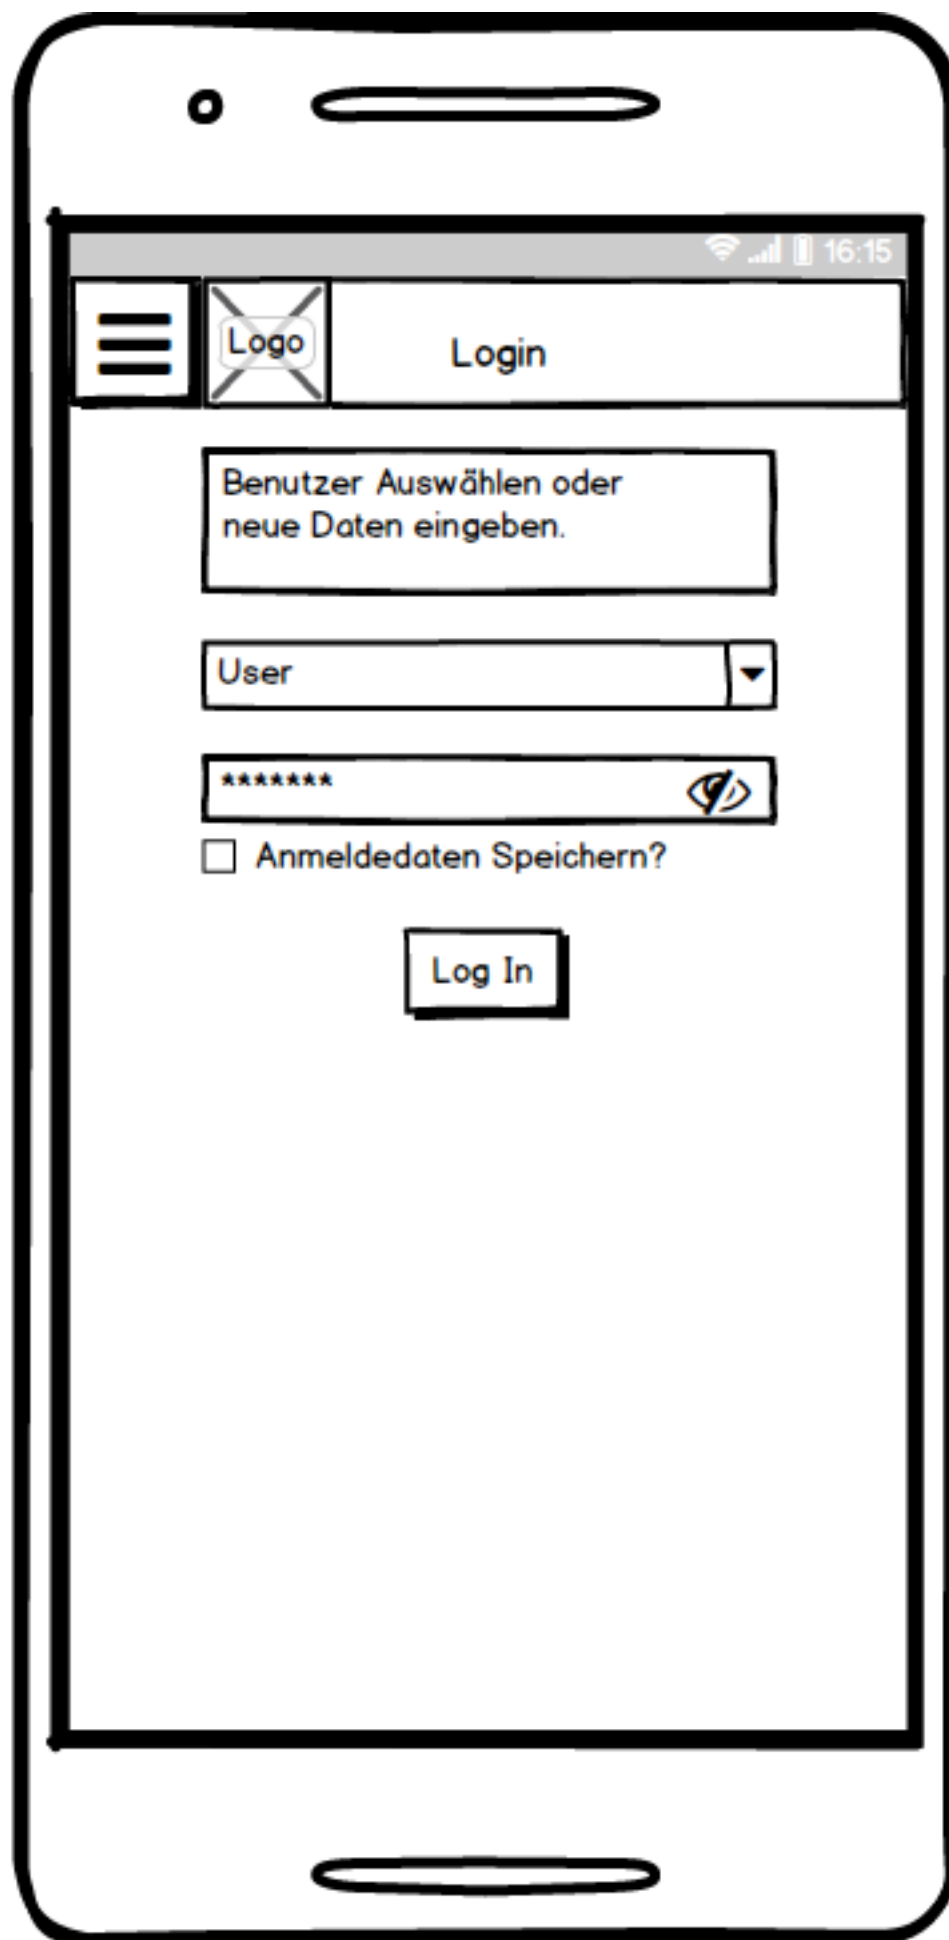 16:15
Logo
Login
Benutzer Auswählen oder
neue Daten eingeben.
User
*******
Anmeldedaten Speichern?
Log In